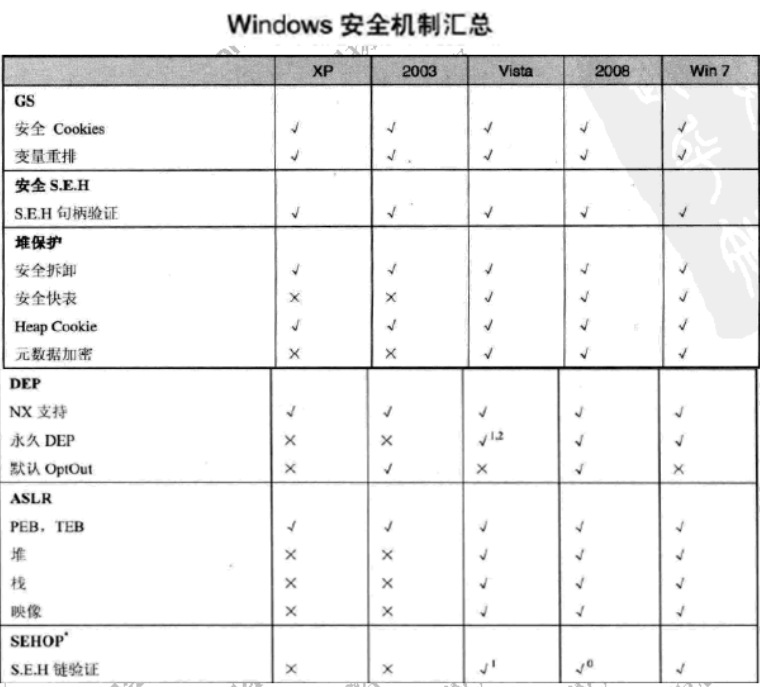 Windows 安全机制汇总
XP 2003 Vista 2008 Win 7
GS
安全 Cookies √ √ √ √ √
变量重排 √ √ √ √ √
安全 S.E.H
S.E.H 句柄验证 √ √ √ √ √
堆保护
安全拆卸 √ √ √ √ √
安全快表 × × √ √ √
Heap Cookie √ √ √ √ √
元数据加密 × × √ √ √
DEP
NX 支持 √ √ √ √ √
永久 DEP × × √1,2 √ √
默认 OptOut × √ × √ ×
ASLR
PEB，TEB √ √ √ √ √
堆 × × √ √ √
栈 × × √ √ √
映像 × × √ √ √
SEHOP*
S.E.H 链验证 × × √1 √0 √